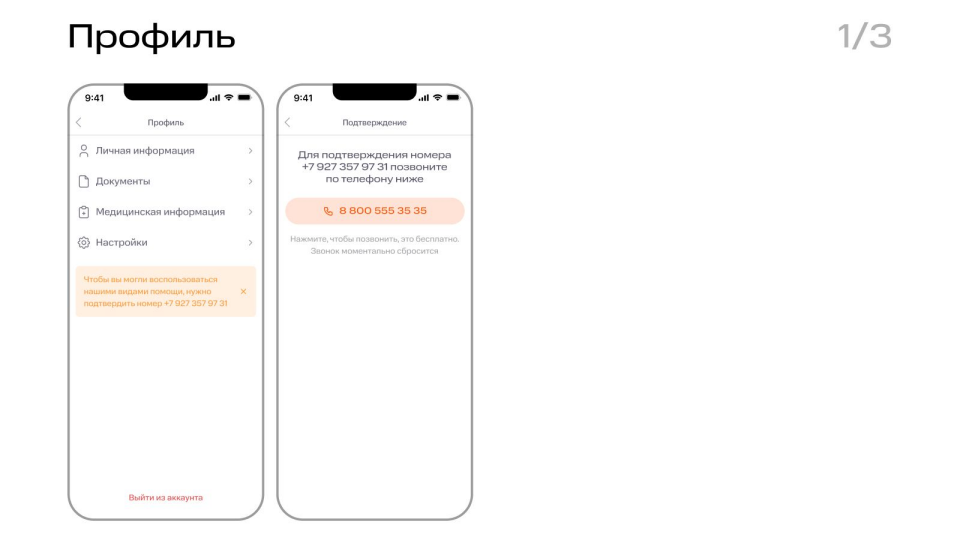 Профиль
1/3
9:41
Профиль
Личная информация
Документы
Медицинская информация
Настройки
Чтобы вы могли воспользоваться
нашими видами помощи, нужно
подтвердить номер +7 927 357 97 31
Выйти из аккаунта
9:41
Подтверждение
Для подтверждения номера
+7 927 357 97 31 позвоните
по телефону ниже
8 800 555 35 35
Нажмите, чтобы позвонить, это бесплатно.
Звонок моментально сбросится